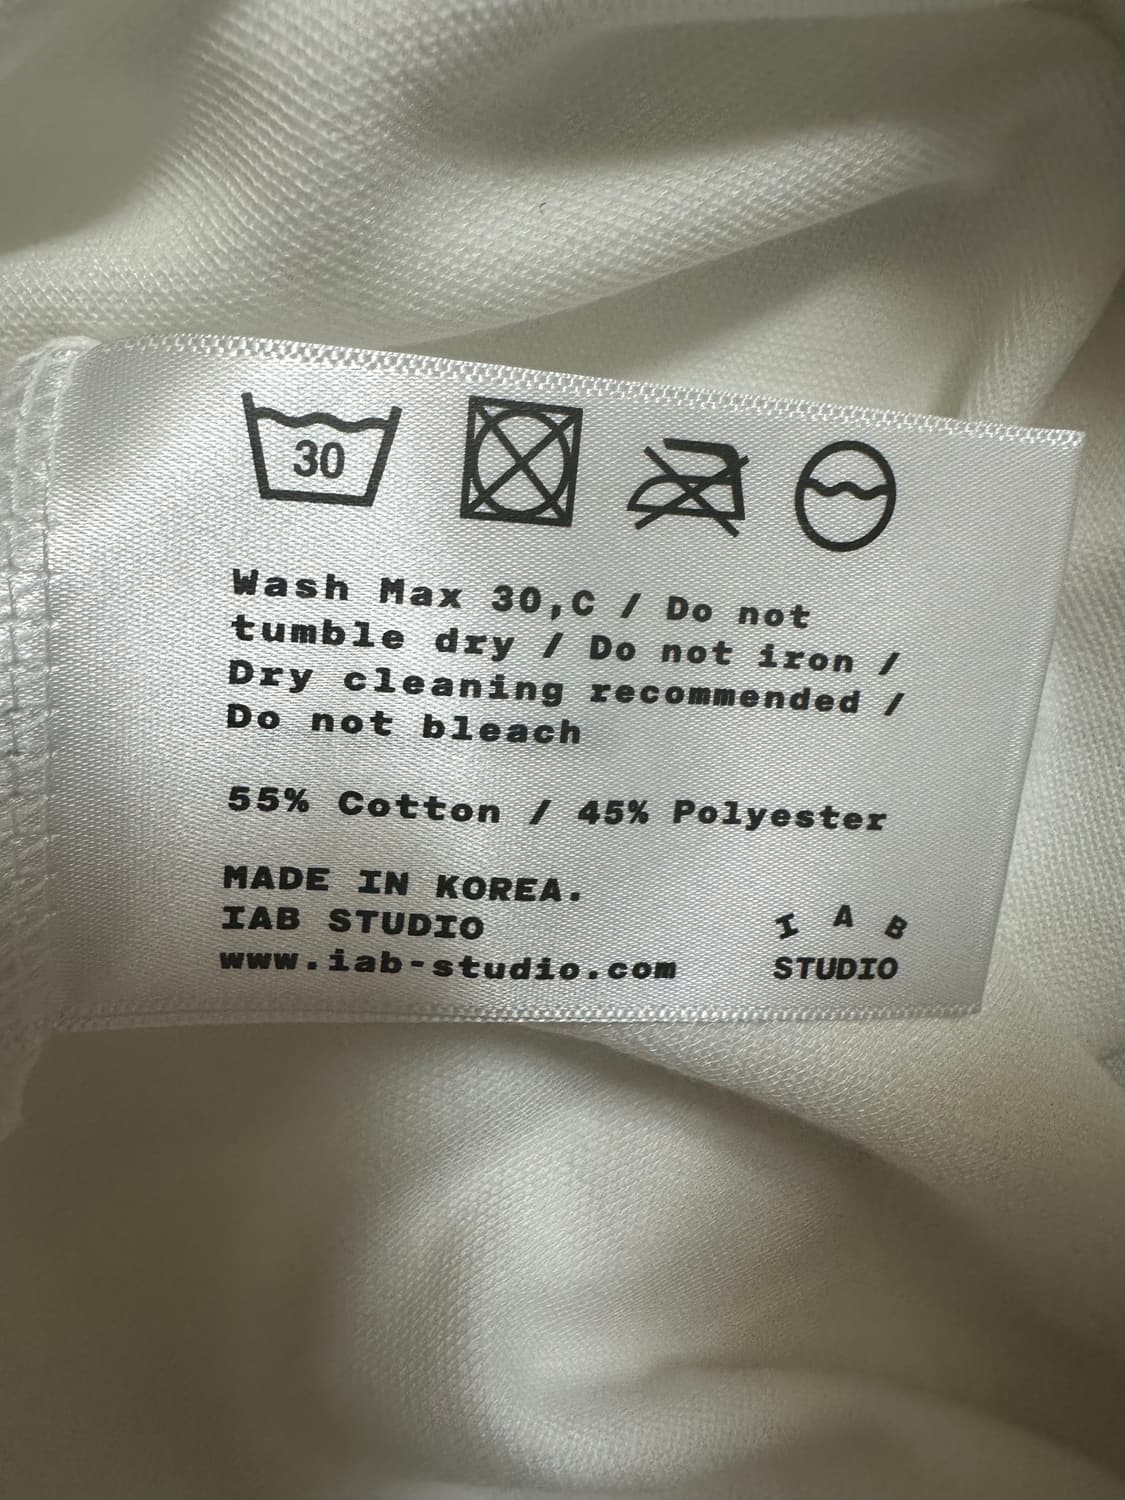 30
Wash Max 30,C / Do not
tumble dry / Do not iron /
Dry cleaning recommended /
Do not bleach
55% Cotton / 45% Polyester
MADE IN KOREA.
IAB STUDIO
www.iab-studio.com
I A B
STUDIO